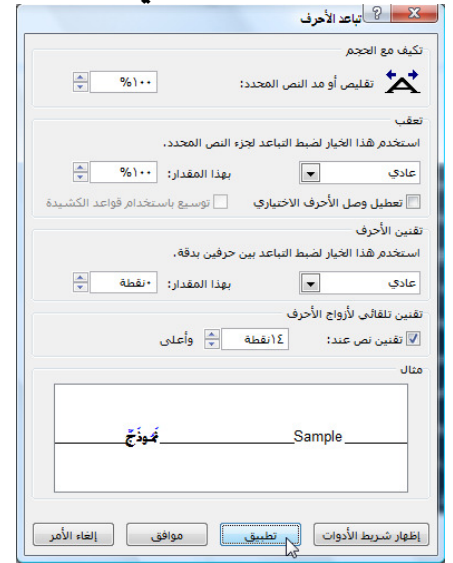 تباعد الأحرف
تكيف مع الحجم
تقليص أو مد النص المحدد: ١٠٠%
تعقب
استخدم هذا الخيار لضبط التباعد لجزء النص المحدد.
عادي بهذا المقدار: ١٠٠%
تعطيل وصل الأحرف الاختياري توسيع باستخدام قواعد الكشيدة
تقنين الأحرف
استخدم هذا الخيار لضبط التباعد بين حرفين بدقة.
عادي بهذا المقدار: ٠نقطة
تقنين تلقائي لأزواج الأحرف
تقنين نص عند: ١٤نقطة وأعلى
مثال
Sample نَموذَجٌ
إظهار شريط الأدوات تطبيق موافق إلغاء الأمر